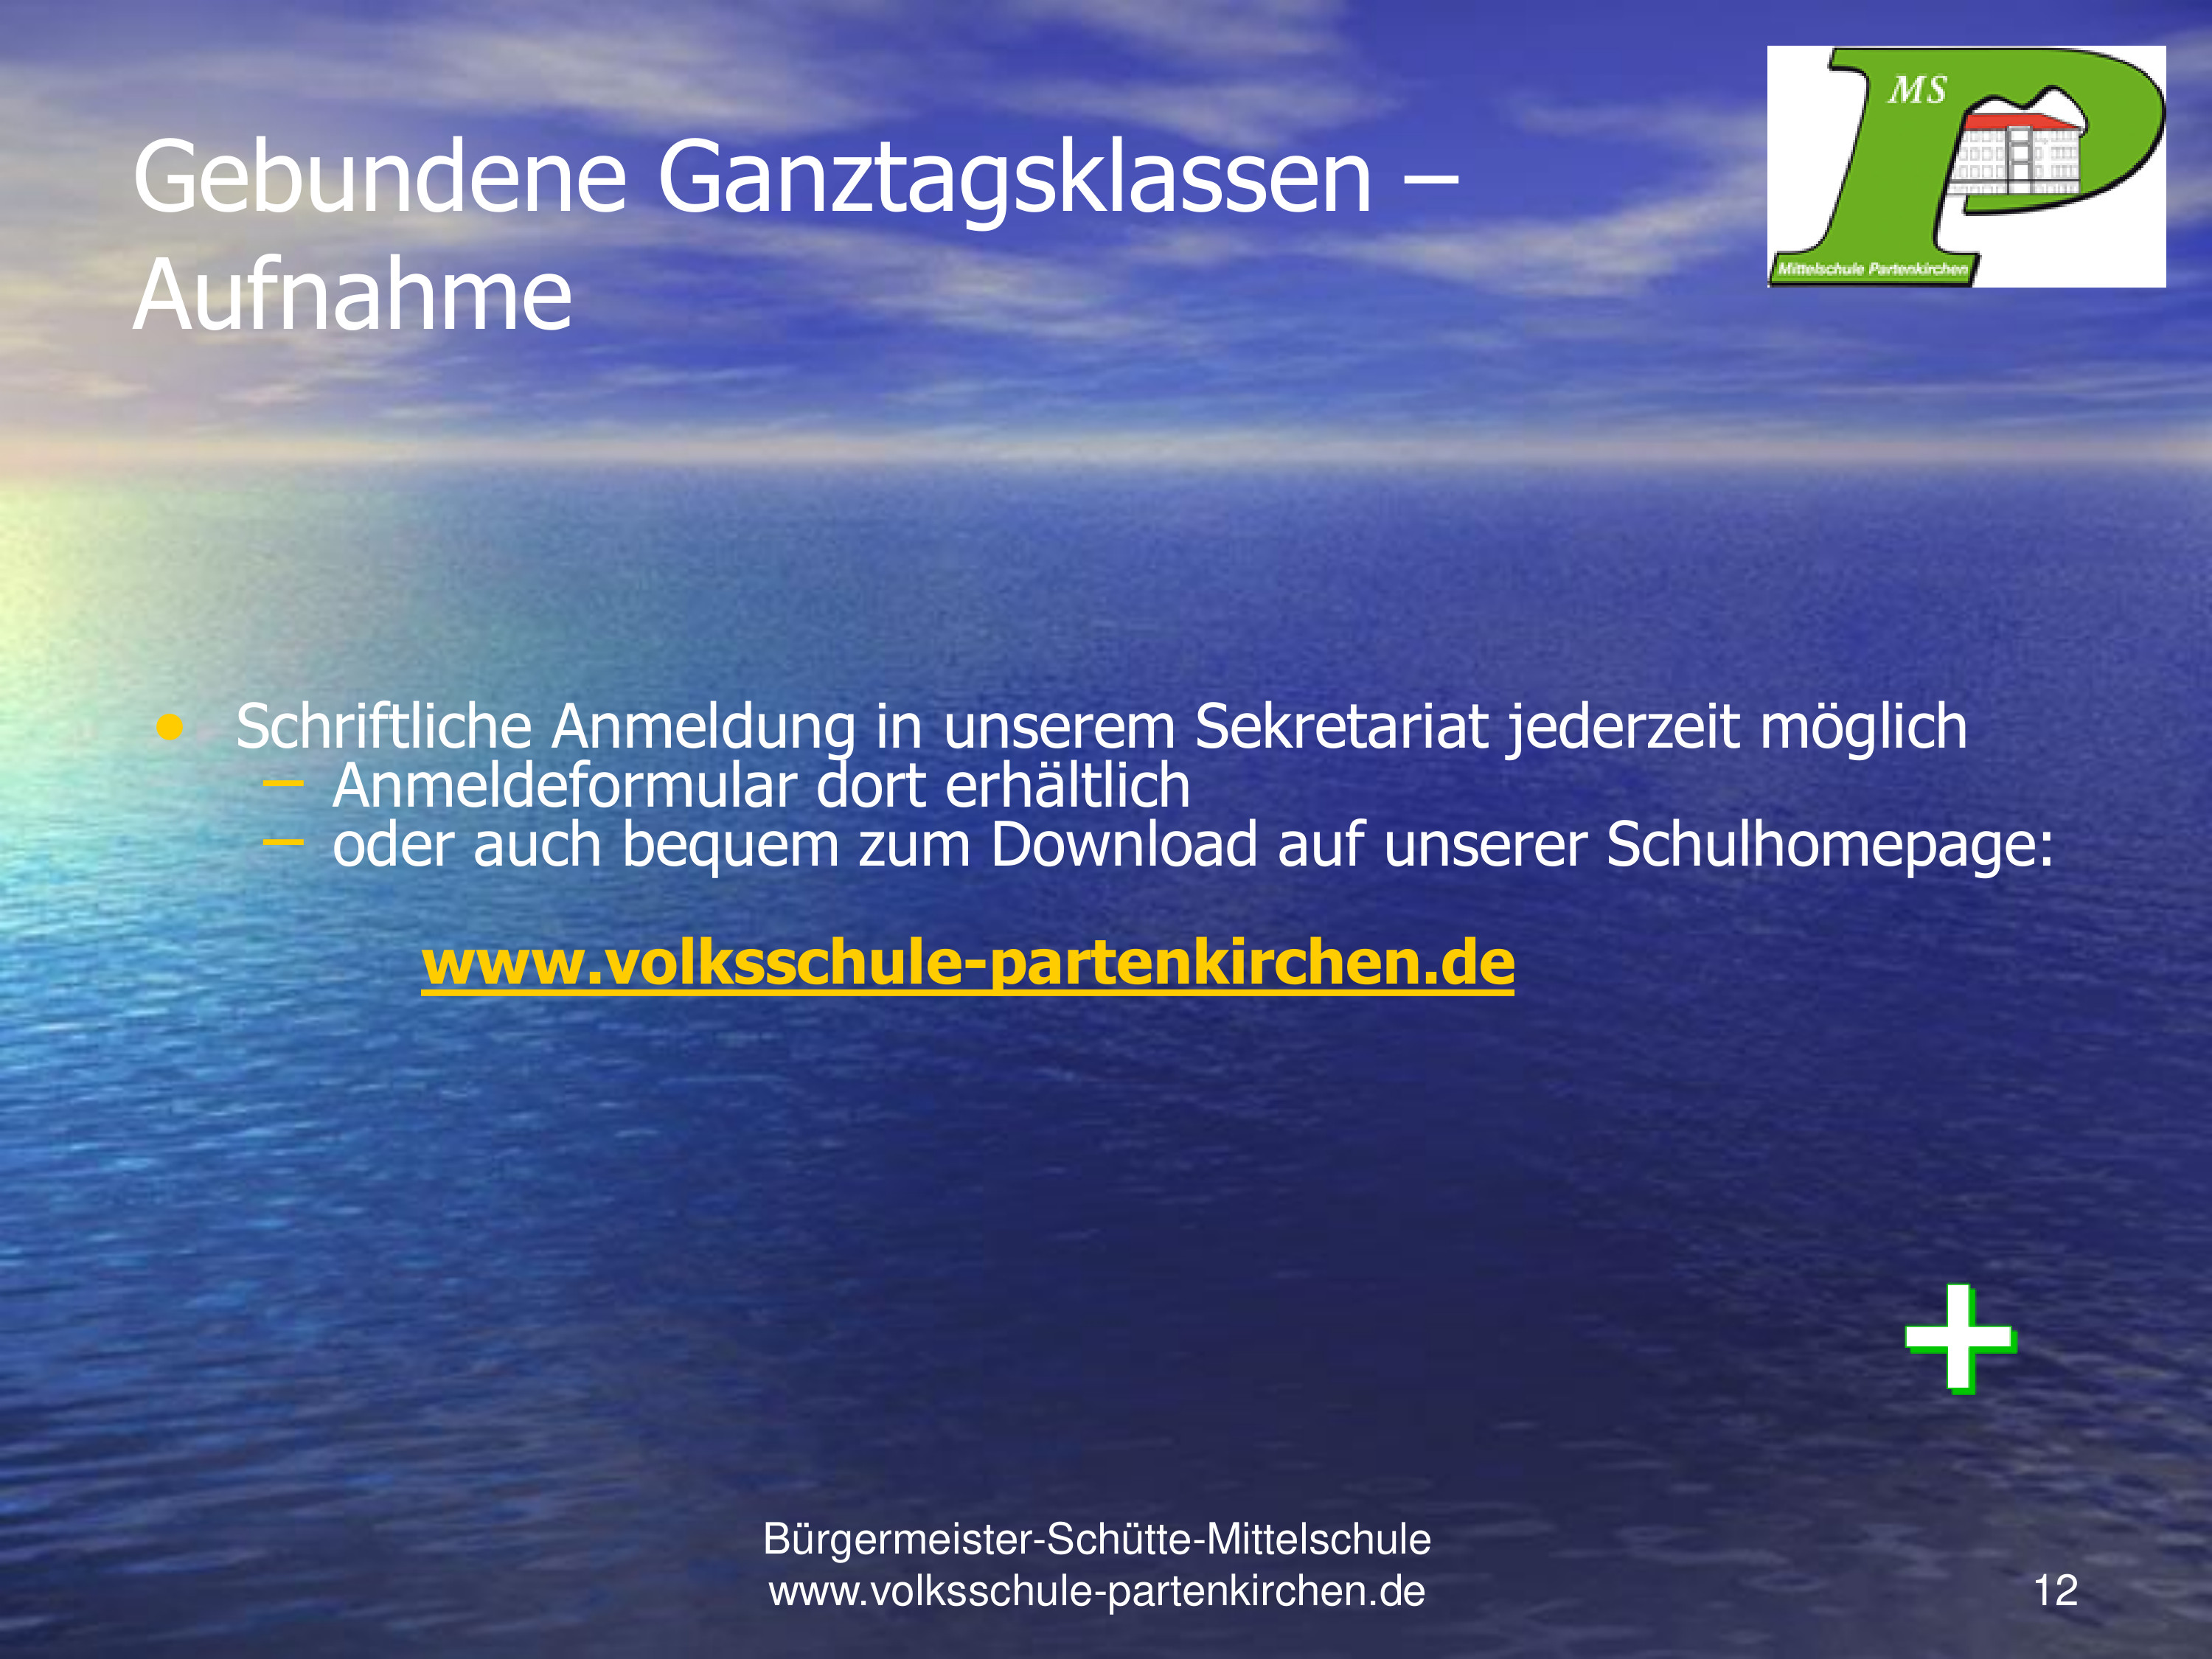 Gebundene Ganztagsklassen –
Aufnahme
MS
Mittelschule Partenkirchen
• Schriftliche Anmeldung in unserem Sekretariat jederzeit möglich
– Anmeldeformular dort erhältlich
– oder auch bequem zum Download auf unserer Schulhomepage:
www.volksschule-partenkirchen.de
+
Bürgermeister-Schütte-Mittelschule
www.volksschule-partenkirchen.de
12